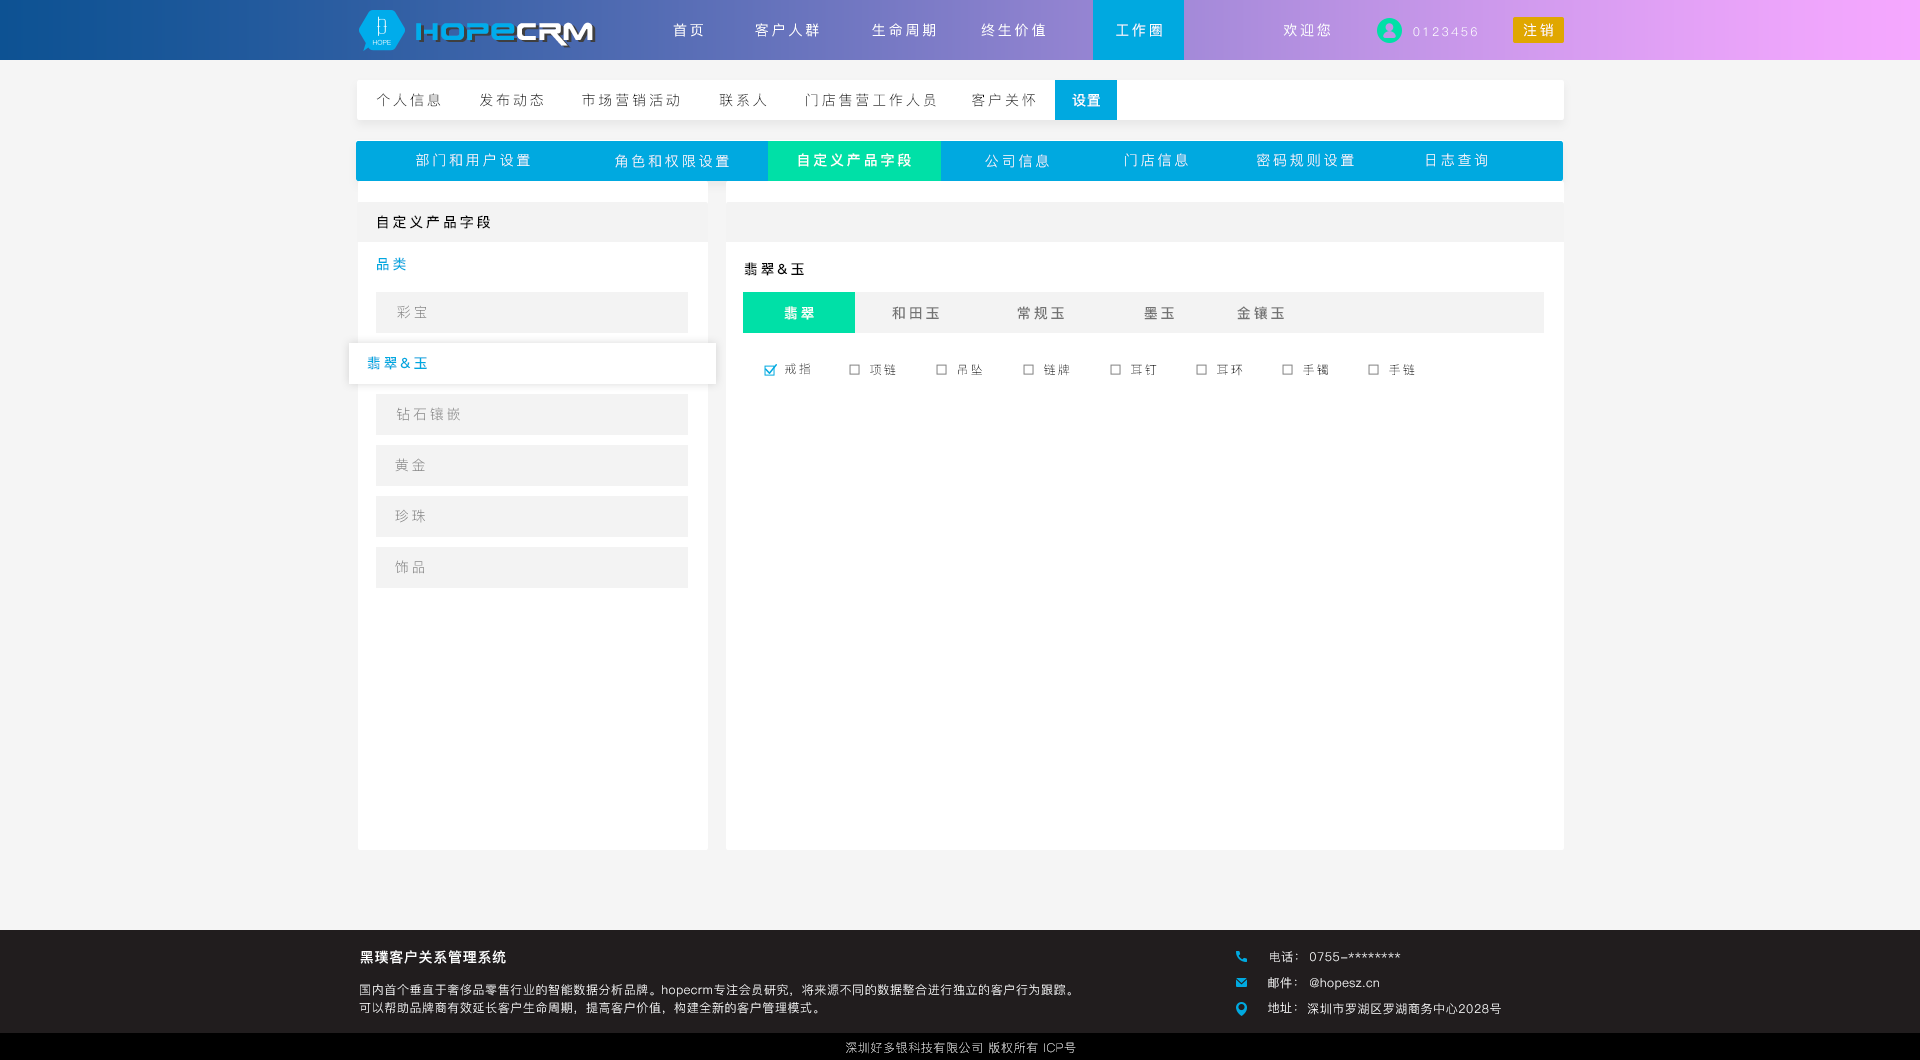 HOPE HOPECRM 首页 客户人群 生命周期 终生价值 工作圈 欢迎您 0123456 注销
个人信息 发布动态 市场营销活动 联系人 门店售营工作人员 客户关怀 设置
部门和用户设置 角色和权限设置 自定义产品字段 公司信息 门店信息 密码规则设置 日志查询
自定义产品字段
品类
彩宝
翡翠&玉
钻石镶嵌
黄金
珍珠
饰品
翡翠&玉
翡翠 和田玉 常规玉 墨玉 金镶玉
戒指 项链 吊坠 链牌 耳钉 耳环 手镯 手链
黑璞客户关系管理系统
国内首个垂直于奢侈品零售行业的智能数据分析品牌。hopecrm专注会员研究，将来源不同的数据整合进行独立的客户行为跟踪。
可以帮助品牌商有效延长客户生命周期，提高客户价值，构建全新的客户管理模式。
电话： 0755-********
邮件： @hopesz.cn
地址： 深圳市罗湖区罗湖商务中心2028号
深圳好多银科技有限公司 版权所有 ICP号